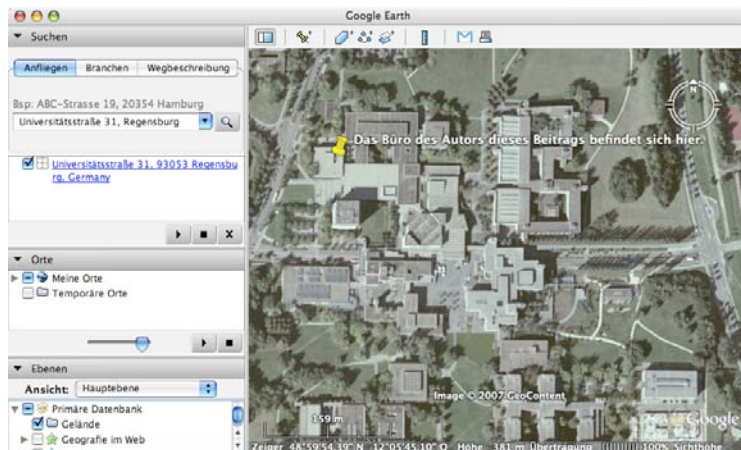 Google Earth
Suchen
Anfliegen Branchen Wegbeschreibung
Bsp: ABC-Strasse 19, 20354 Hamburg
Universitätsstraße 31, Regensburg
Universitätsstraße 31, 93053 Regensbu
rg, Germany
Orte
Meine Orte
Temporäre Orte
Ebenen
Ansicht: Hauptebene
Primäre Datenbank
Gelände
Geografie im Web
N
Das Büro des Autors dieses Beitrags befindet sich hier.
Image © 2007 GeoContent
159 m
Google
Zeiger 48°59'54.39" N 12°05'45.10" O Höhe 381 m Übertragung 100% Sichthöhe